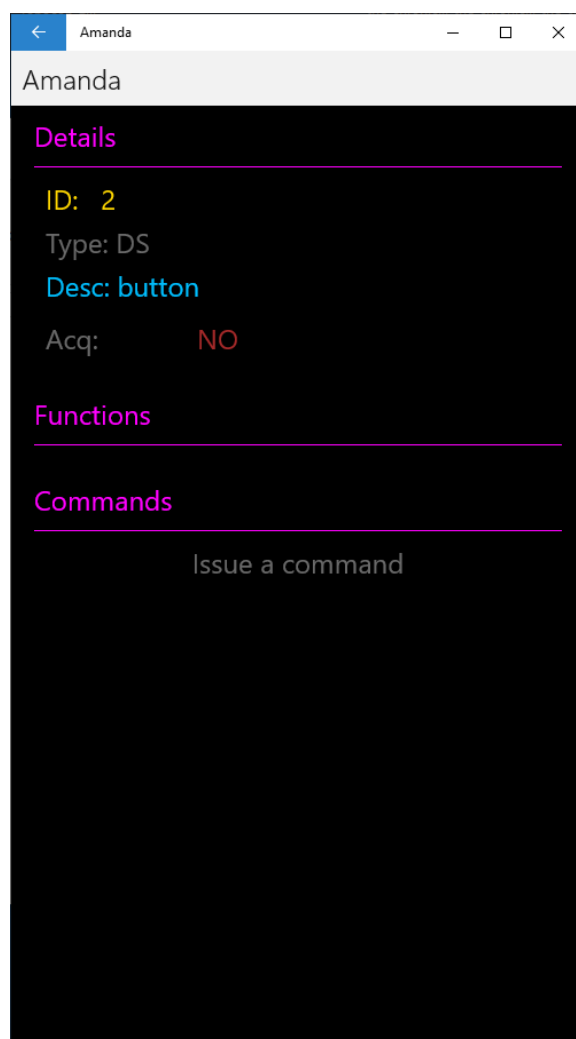 Amanda
Amanda
Details
ID: 2
Type: DS
Desc: button
Acq: NO
Functions
Commands
Issue a command